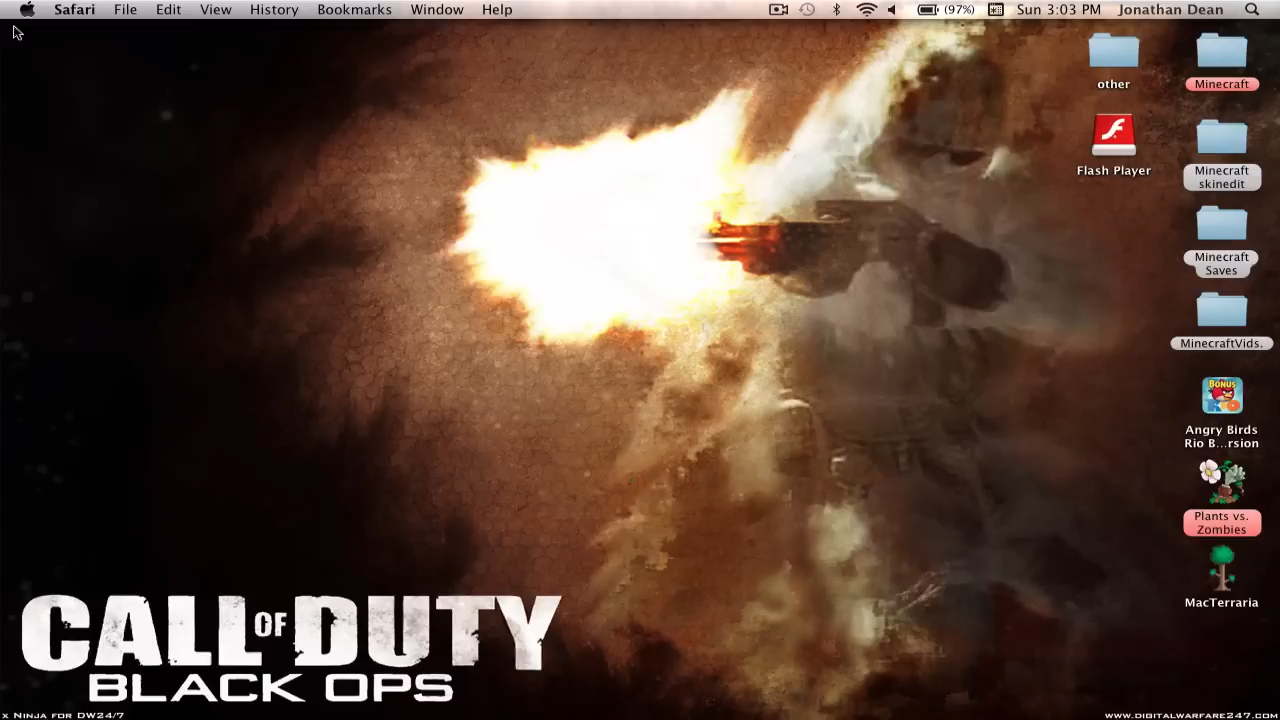 Safari File Edit View History Bookmarks Window Help (97%) Sun 3:03 PM Jonathan Dean
other
Minecraft
Flash Player
Minecraft
skinedit
Minecraft
Saves
MinecraftVids.
BONUS
RIO
Angry Birds
Rio B...rsion
Plants vs.
Zombies
MacTerraria
CALL OF DUTY
BLACK OPS
x Ninja for DW24/7
www.digitalwarfare247.com